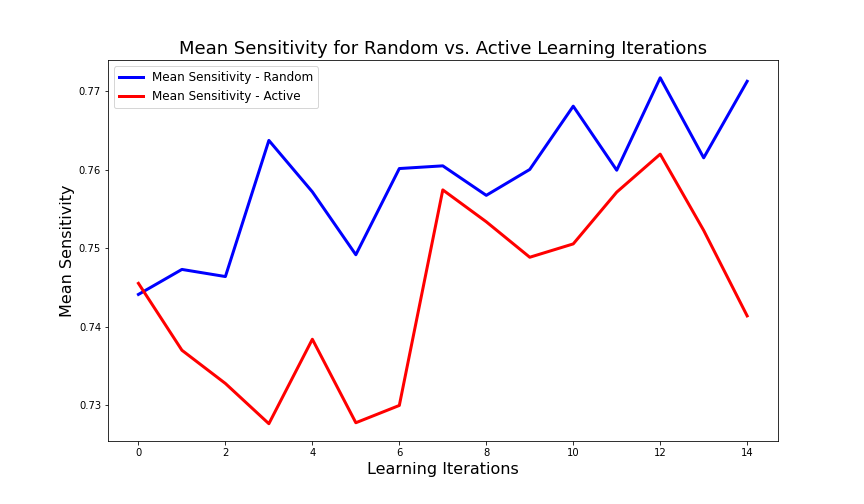 Mean Sensitivity for Random vs. Active Learning Iterations
Mean Sensitivity - Random
Mean Sensitivity - Active
0.77
0.76
0.75
0.74
0.73
Mean Sensitivity
0 2 4 6 8 10 12 14
Learning Iterations